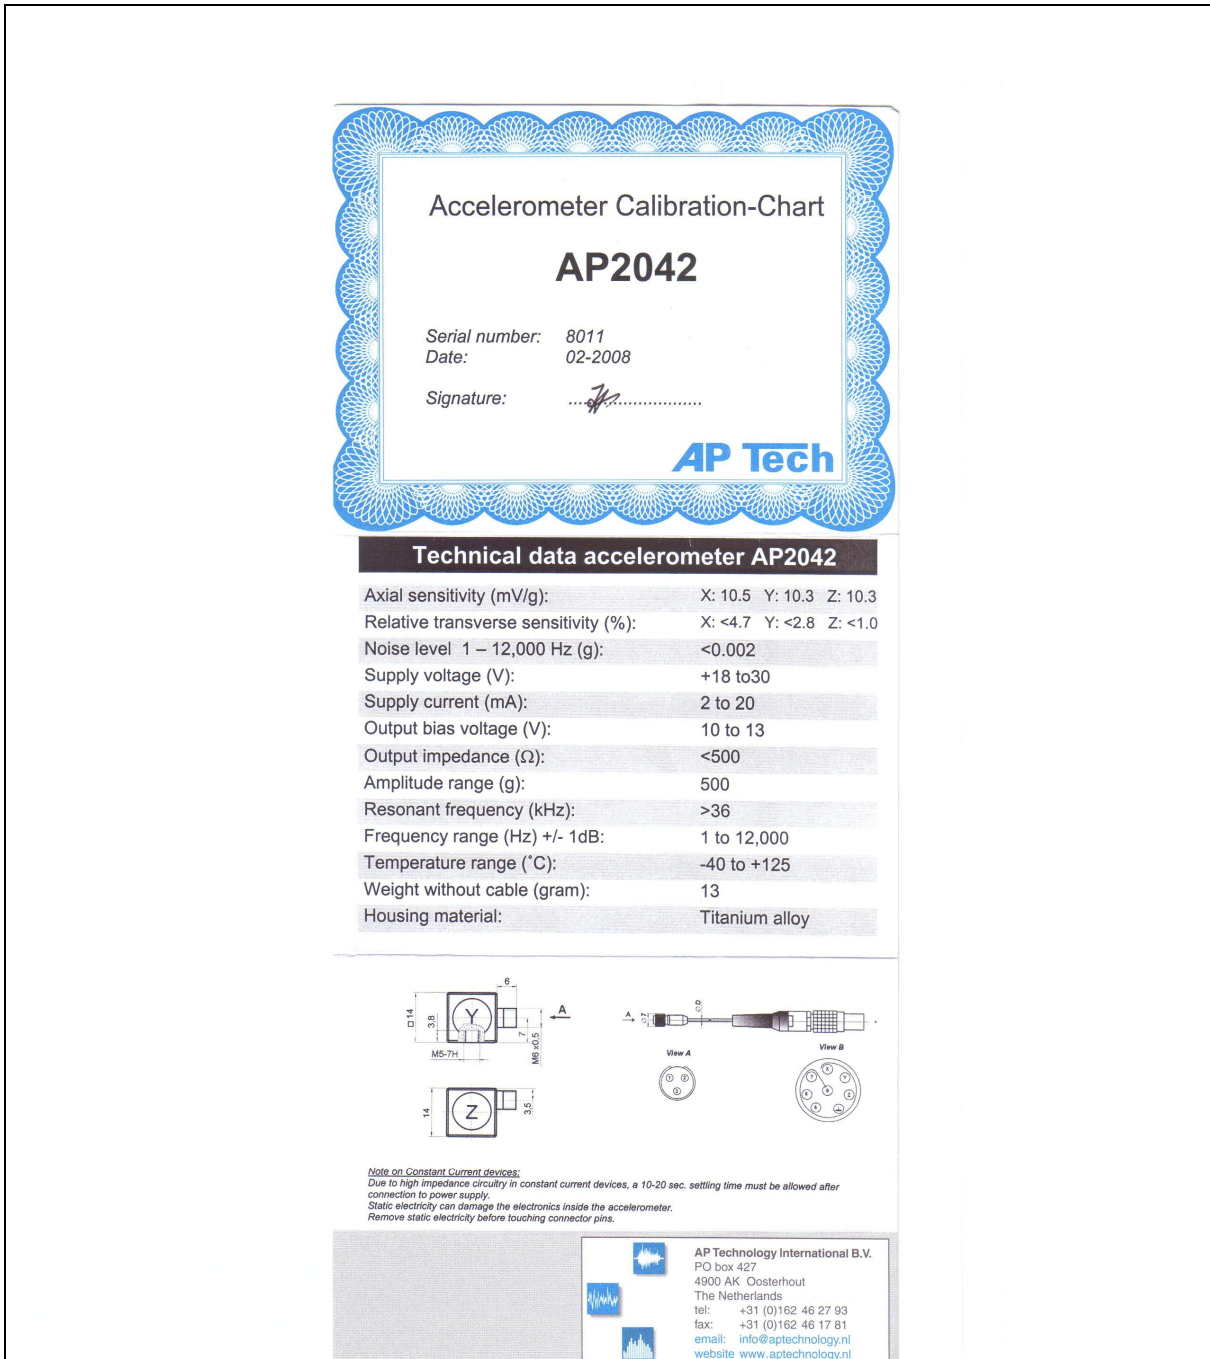 Accelerometer Calibration-Chart
AP2042
Serial number: 8011
Date: 02-2008
Signature: ..............................
AP Tech
Technical data accelerometer AP2042
Axial sensitivity (mV/g): X: 10.5 Y: 10.3 Z: 10.3
Relative transverse sensitivity (%): X: <4.7 Y: <2.8 Z: <1.0
Noise level 1 – 12,000 Hz (g): <0.002
Supply voltage (V): +18 to30
Supply current (mA): 2 to 20
Output bias voltage (V): 10 to 13
Output impedance (Ω): <500
Amplitude range (g): 500
Resonant frequency (kHz): >36
Frequency range (Hz) +/- 1dB: 1 to 12,000
Temperature range (˚C): -40 to +125
Weight without cable (gram): 13
Housing material: Titanium alloy
6
A
□ 14
3,8
Y
7
M6 x0,5
M5-7H
14
Z
3,5
A
View A
1 2
3
View B
X
Y
Z
Note on Constant Current devices:
Due to high impedance circuitry in constant current devices, a 10-20 sec. settling time must be allowed after
connection to power supply.
Static electricity can damage the electronics inside the accelerometer.
Remove static electricity before touching connector pins.
AP Technology International B.V.
PO box 427
4900 AK Oosterhout
The Netherlands
tel: +31 (0)162 46 27 93
fax: +31 (0)162 46 17 81
email: info@aptechnology.nl
website www.aptechnology.nl